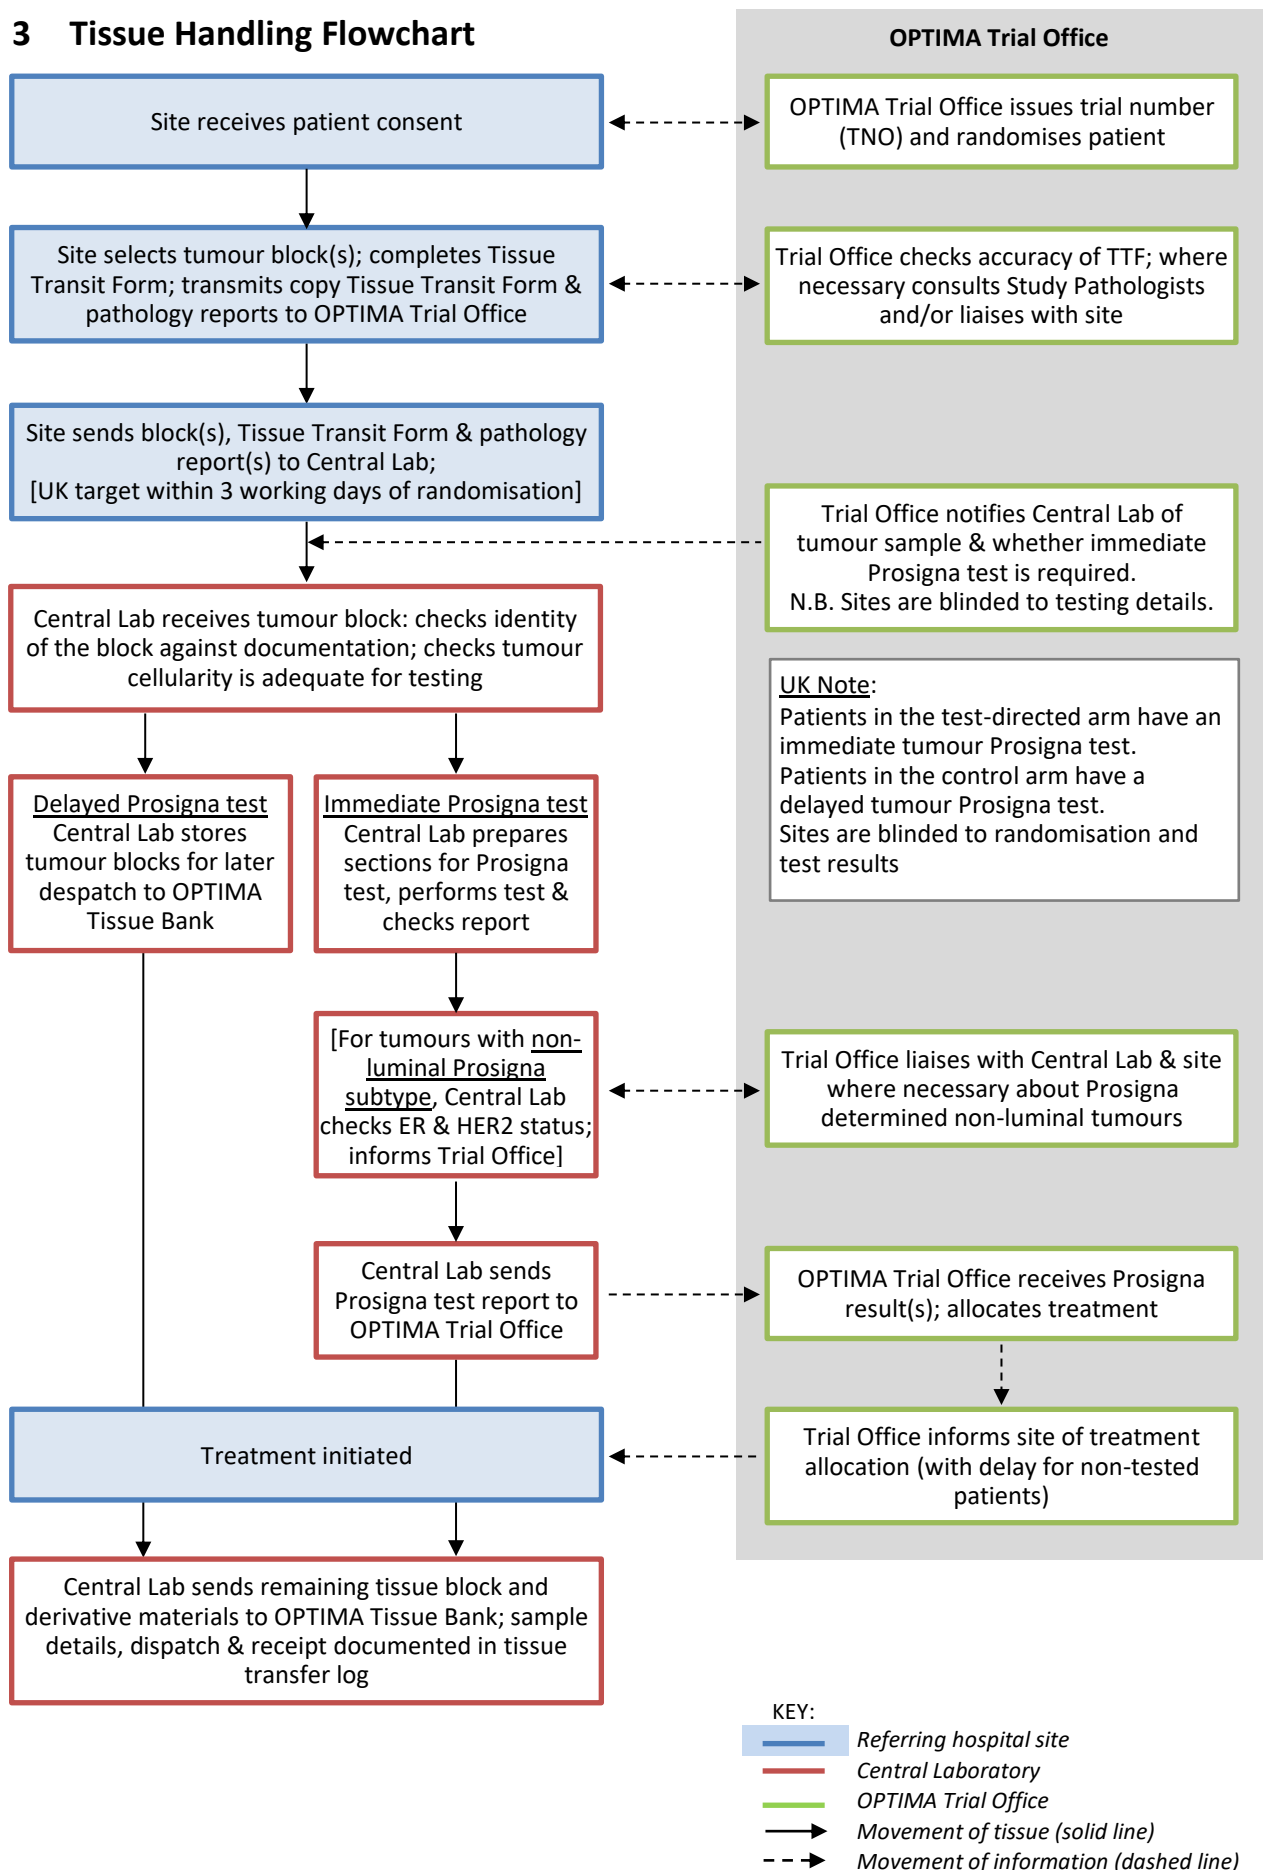 3 Tissue Handling Flowchart
OPTIMA Trial Office
Site receives patient consent
OPTIMA Trial Office issues trial number
(TNO) and randomises patient
Site selects tumour block(s); completes Tissue
Transit Form; transmits copy Tissue Transit Form &
pathology reports to OPTIMA Trial Office
Trial Office checks accuracy of TTF; where
necessary consults Study Pathologists
and/or liaises with site
Site sends block(s), Tissue Transit Form & pathology
report(s) to Central Lab;
[UK target within 3 working days of randomisation]
Trial Office notifies Central Lab of
tumour sample & whether immediate
Prosigna test is required.
N.B. Sites are blinded to testing details.
Central Lab receives tumour block: checks identity
of the block against documentation; checks tumour
cellularity is adequate for testing
UK Note:
Patients in the test-directed arm have an
immediate tumour Prosigna test.
Patients in the control arm have a
delayed tumour Prosigna test.
Sites are blinded to randomisation and
test results
Delayed Prosigna test
Central Lab stores
tumour blocks for later
despatch to OPTIMA
Tissue Bank
Immediate Prosigna test
Central Lab prepares
sections for Prosigna
test, performs test &
checks report
[For tumours with non-
luminal Prosigna
subtype, Central Lab
checks ER & HER2 status;
informs Trial Office]
Trial Office liaises with Central Lab & site
where necessary about Prosigna
determined non-luminal tumours
Central Lab sends
Prosigna test report to
OPTIMA Trial Office
OPTIMA Trial Office receives Prosigna
result(s); allocates treatment
Treatment initiated
Trial Office informs site of treatment
allocation (with delay for non-tested
patients)
Central Lab sends remaining tissue block and
derivative materials to OPTIMA Tissue Bank; sample
details, dispatch & receipt documented in tissue
transfer log
KEY:
Referring hospital site
Central Laboratory
OPTIMA Trial Office
Movement of tissue (solid line)
Movement of information (dashed line)